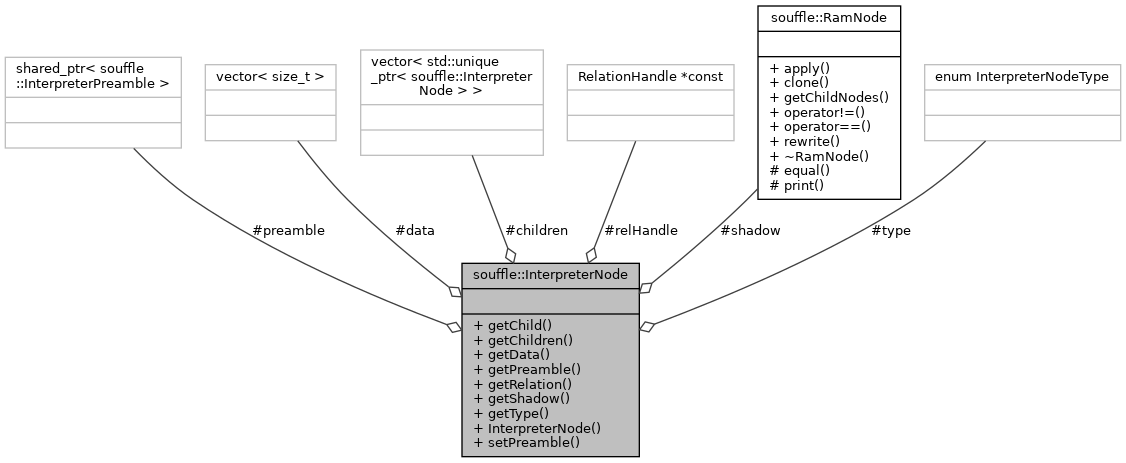 shared_ptr< souffle
::InterpreterPreamble >
vector< size_t >
vector< std::unique
_ptr< souffle::Interpreter
Node > >
RelationHandle *const
souffle::RamNode
+ apply()
+ clone()
+ getChildNodes()
+ operator!=()
+ operator==()
+ rewrite()
+ ~RamNode()
# equal()
# print()
enum InterpreterNodeType
#preamble
#data
#children
#relHandle
#shadow
#type
souffle::InterpreterNode
+ getChild()
+ getChildren()
+ getData()
+ getPreamble()
+ getRelation()
+ getShadow()
+ getType()
+ InterpreterNode()
+ setPreamble()